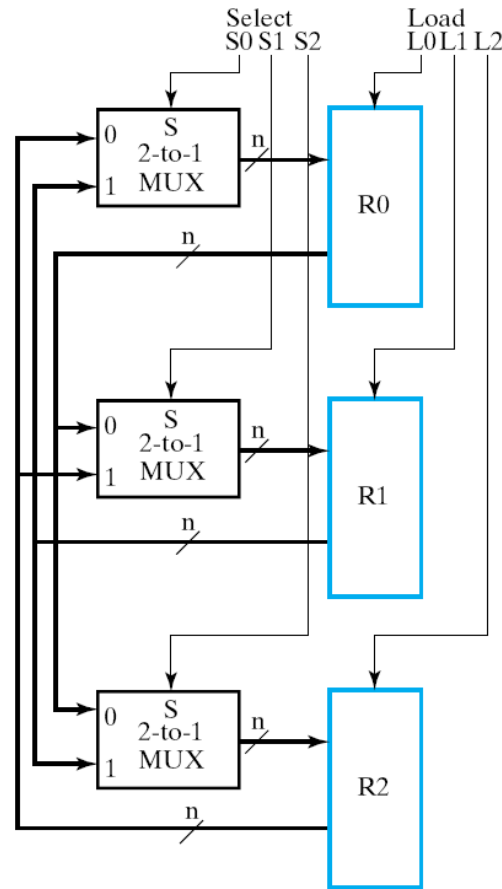 Select
S0 S1 S2
Load
L0 L1 L2
0
1
S
2-to-1
MUX
n
R0
n
0
1
S
2-to-1
MUX
n
R1
n
0
1
S
2-to-1
MUX
n
R2
n